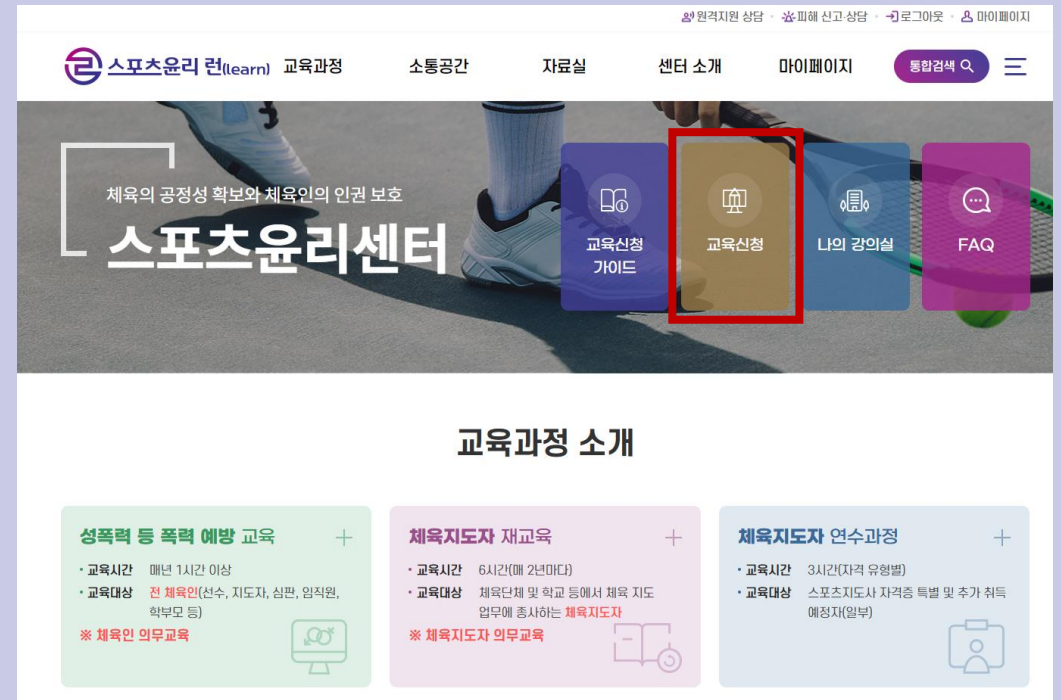 원격지원 상담 · 피해 신고·상담 · 로그아웃 · 마이페이지
스포츠윤리 런(learn) 교육과정 소통공간 자료실 센터 소개 마이페이지 통합검색
체육의 공정성 확보와 체육인의 인권 보호
스포츠윤리센터
교육신청
가이드
교육신청
나의 강의실
FAQ
교육과정 소개
성폭력 등 폭력 예방 교육
· 교육시간 매년 1시간 이상
· 교육대상 전 체육인(선수, 지도자, 심판, 임직원,
학부모 등)
※ 체육인 의무교육
체육지도자 재교육
· 교육시간 6시간(매 2년마다)
· 교육대상 체육단체 및 학교 등에서 체육 지도
업무에 종사하는 체육지도자
※ 체육지도자 의무교육
체육지도자 연수과정
· 교육시간 3시간(자격 유형별)
· 교육대상 스포츠지도사 자격증 특별 및 추가 취득
예정자(일부)